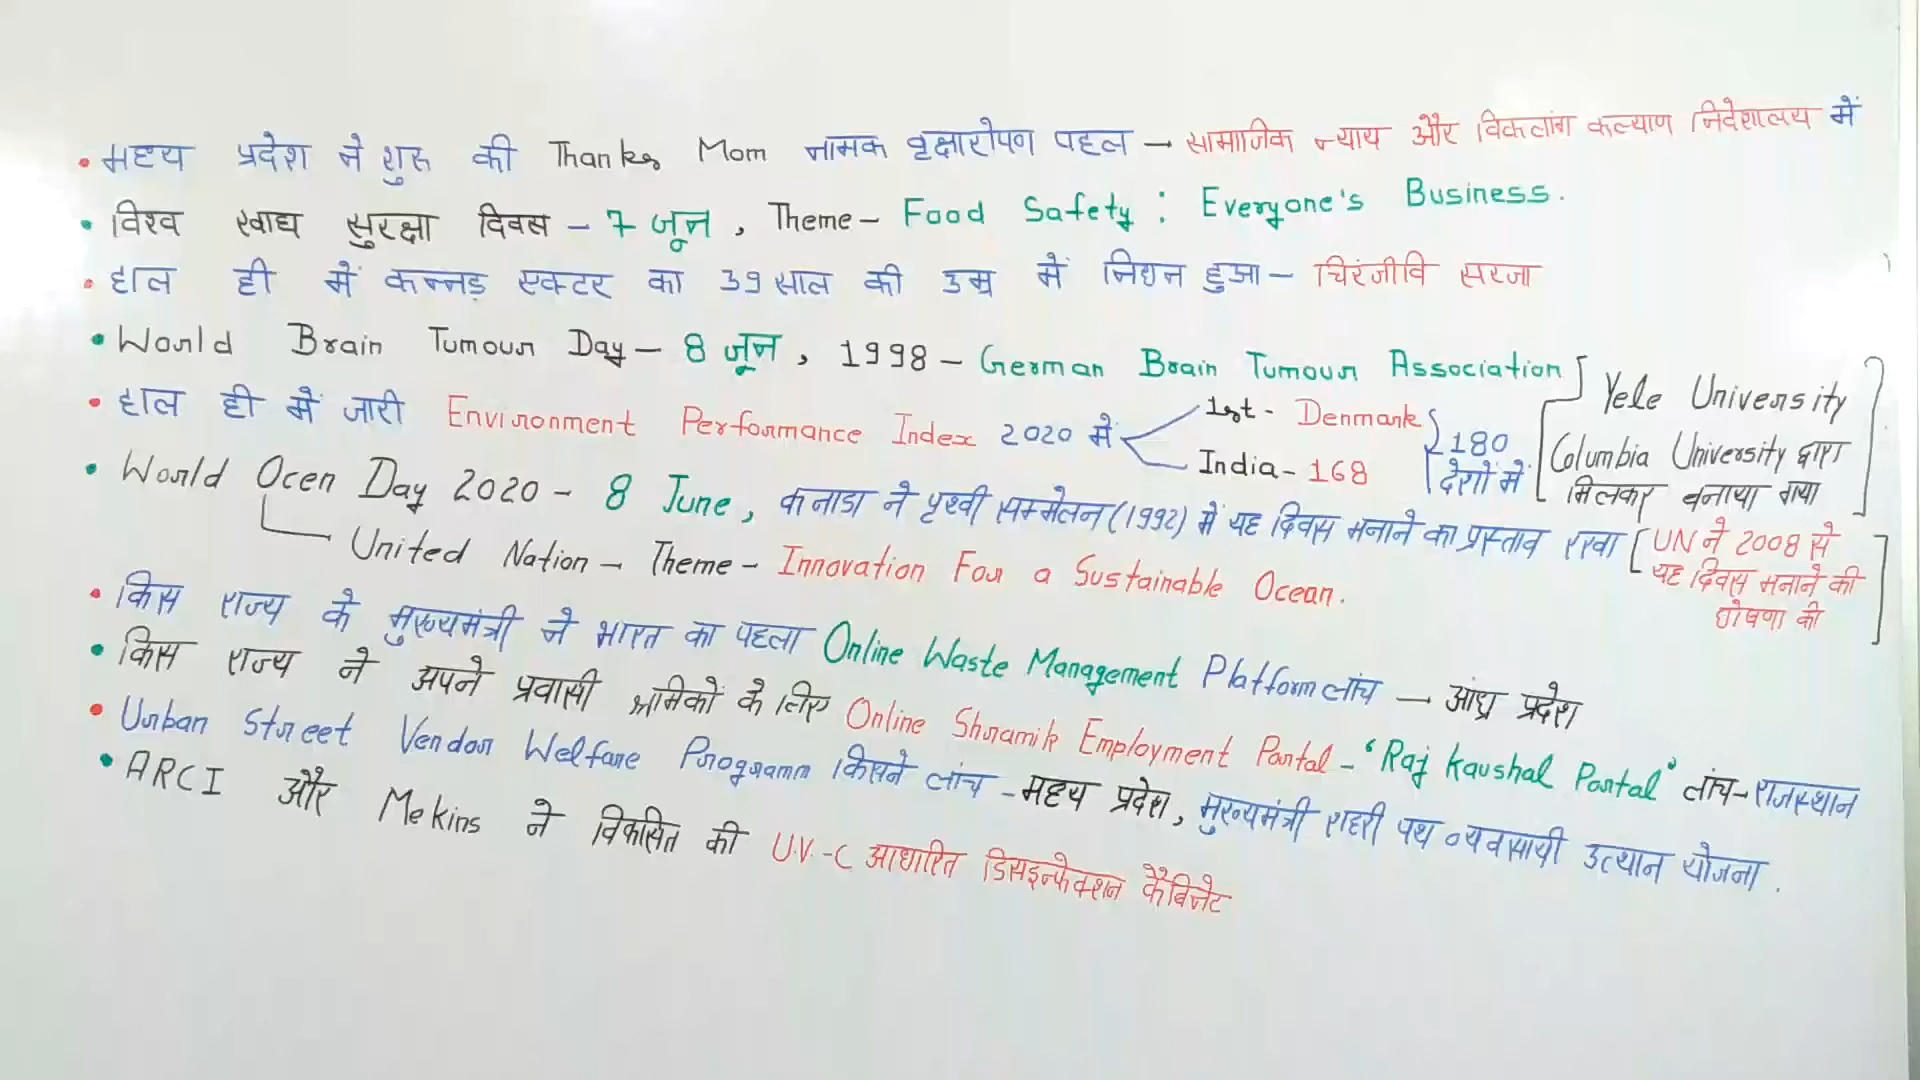 • मध्य प्रदेश ने शुरु की Thanks Mom नामक वृक्षारोपण पहल → सामाजिक न्याय और विकलांग कल्याण निदेशालय में
• विश्व खाद्य सुरक्षा दिवस – 7 जून, Theme – Food Safety : Everyone's Business.
• हाल ही में कन्नड़ एक्टर का 39 साल की उम्र में निधन हुआ – चिरंजीवि सरजा
• World Brain Tumour Day – 8 जून, 1998 – German Brain Tumour Association
• हाल ही में जारी Environment Performance Index 2020 में
1st - Denmark
India - 168
180
देशों में
Yele University
Columbia University द्वारा
मिलकर बनाया गया
• World Ocen Day 2020 - 8 June, कनाडा ने पृथ्वी सम्मेलन (1992) में यह दिवस मनाने का प्रस्ताव रखा
[UN ने 2008 से
यह दिवस मनाने की
घोषणा की]
United Nation → Theme - Innovation For a Sustainable Ocean.
• किस राज्य के मुख्यमंत्री ने भारत का पहला Online Waste Management Platform लांच → आंध्र प्रदेश
• किस राज्य ने अपने प्रवासी श्रमिकों के लिए Online Shramik Employment Portal - 'Raj Kaushal Portal' लांच – राजस्थान
• Urban Street Vendor Welfare Programm किसने लांच – मध्य प्रदेश, मुख्यमंत्री शहरी पथ व्यवसायी उत्थान योजना.
• ARCI और Mekins ने विकसित की U.V.-C आधारित डिसइन्फेक्शन कैबिनेट